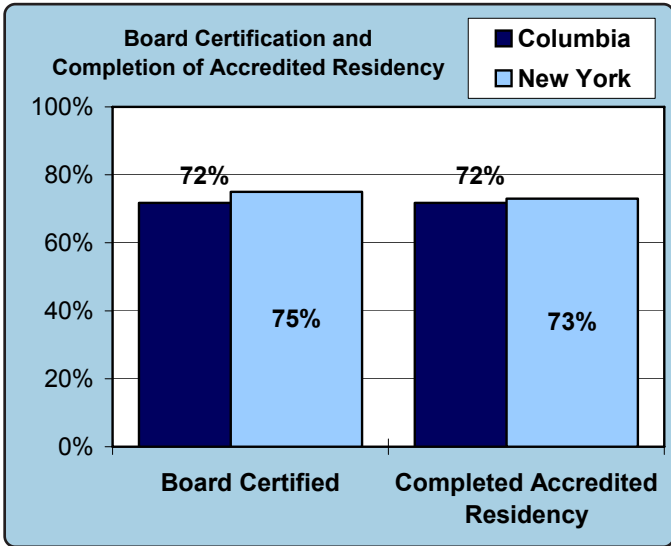 Board Certification and
Completion of Accredited Residency
Columbia
New York
100%
80%
60%
40%
20%
0%
72%
75%
72%
73%
Board Certified
Completed Accredited
Residency